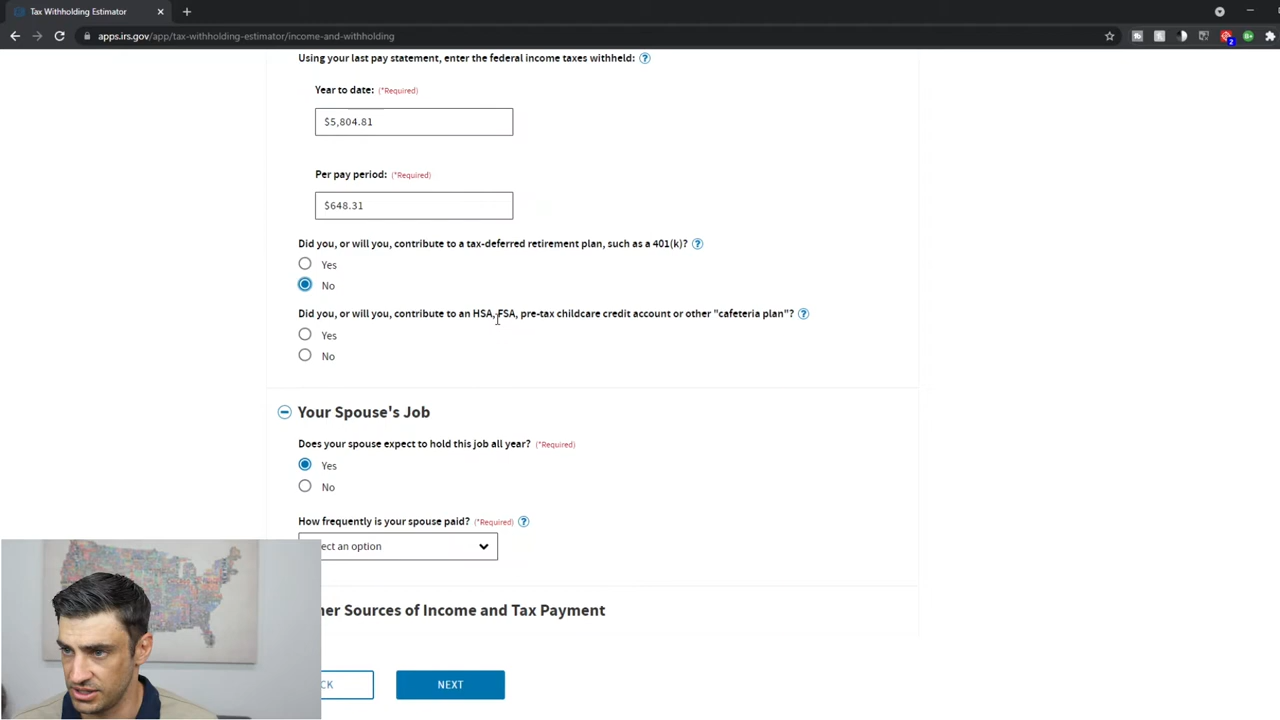 Tax Withholding Estimator
apps.irs.gov/app/tax-withholding-estimator/income-and-withholding
Using your last pay statement, enter the federal income taxes withheld:
Year to date: (*Required)
$5,804.81
Per pay period: (*Required)
$648.31
Did you, or will you, contribute to a tax-deferred retirement plan, such as a 401(k)?
Yes
No
Did you, or will you, contribute to an HSA, FSA, pre-tax childcare credit account or other "cafeteria plan"?
Yes
No
Your Spouse's Job
Does your spouse expect to hold this job all year? (*Required)
Yes
No
How frequently is your spouse paid? (*Required)
ect an option
her Sources of Income and Tax Payment
CK
NEXT